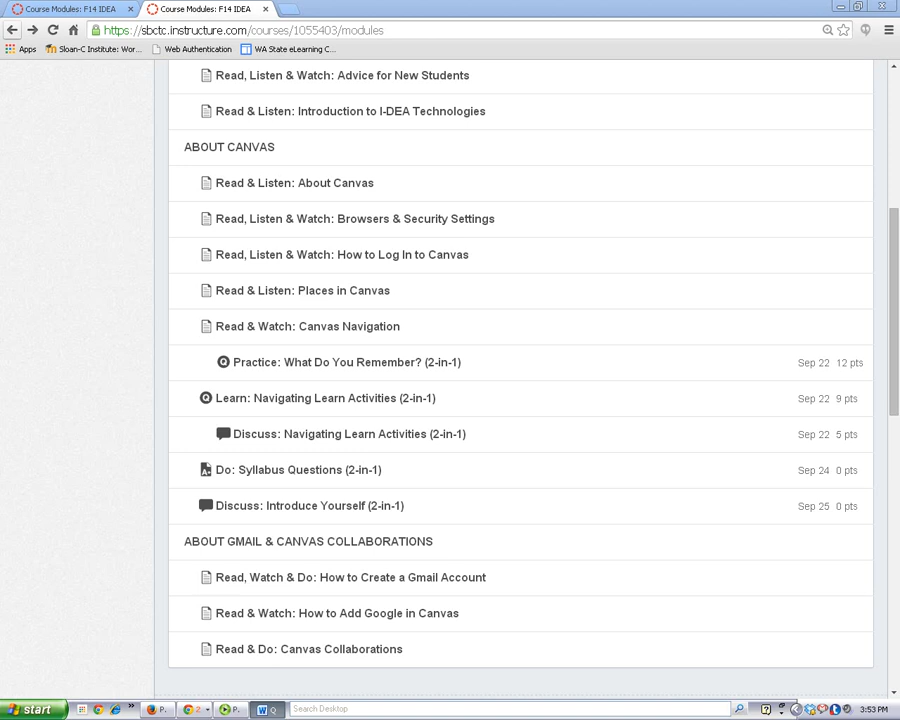 Course Modules: F14 IDEA
Course Modules: F14 IDEA
https://sbctc.instructure.com/courses/1055403/modules
Apps
Sloan-C Institute: Wor...
Web Authentication
WA State eLearning C...
Read, Listen & Watch: Advice for New Students
Read & Listen: Introduction to I-DEA Technologies
ABOUT CANVAS
Read & Listen: About Canvas
Read, Listen & Watch: Browsers & Security Settings
Read, Listen & Watch: How to Log In to Canvas
Read & Listen: Places in Canvas
Read & Watch: Canvas Navigation
Practice: What Do You Remember? (2-in-1) Sep 22 12 pts
Learn: Navigating Learn Activities (2-in-1) Sep 22 9 pts
Discuss: Navigating Learn Activities (2-in-1) Sep 22 5 pts
Do: Syllabus Questions (2-in-1) Sep 24 0 pts
Discuss: Introduce Yourself (2-in-1) Sep 25 0 pts
ABOUT GMAIL & CANVAS COLLABORATIONS
Read, Watch & Do: How to Create a Gmail Account
Read & Watch: How to Add Google in Canvas
Read & Do: Canvas Collaborations
start » P. 2 P. Q Search Desktop 3:53 PM